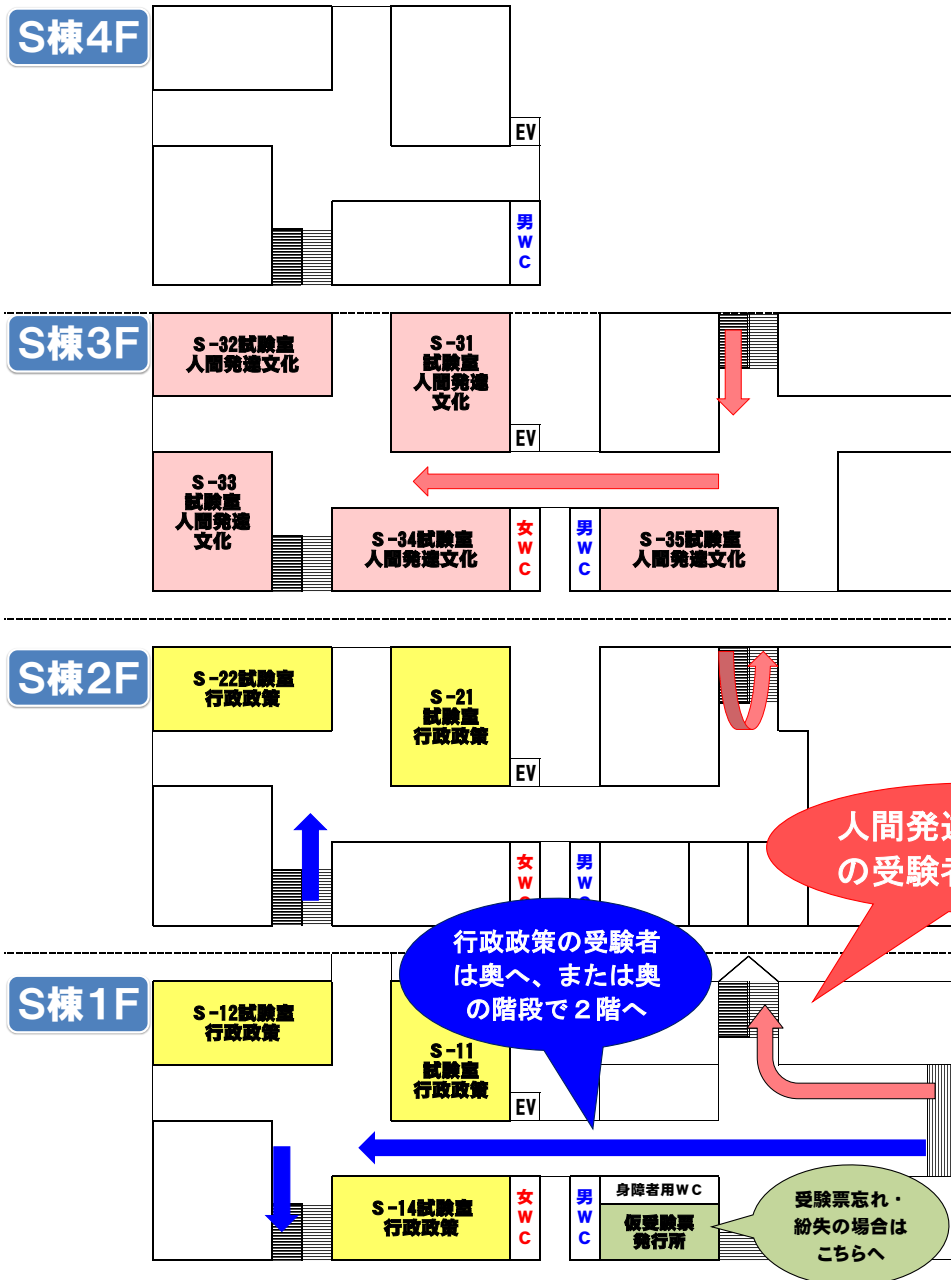 S棟4F
EV
男
W
C
S棟3F
S-32試験室
人間発達文化
S-31
試験室
人間発達
文化
EV
S-33
試験室
人間発達
文化
S-34試験室
人間発達文化
女
W
C
男
W
C
S-35試験室
人間発達文化
S棟2F
S-22試験室
行政政策
S-21
試験室
行政政策
EV
女
W
男
W
人間発
の受験者
行政政策の受験者
は奥へ、または奥
の階段で2階へ
S棟1F
S-12試験室
行政政策
S-11
試験室
行政政策
EV
S-14試験室
行政政策
女
W
C
男
W
C
身障者用WC
仮受験票
発行所
受験票忘れ・
紛失の場合は
こちらへ